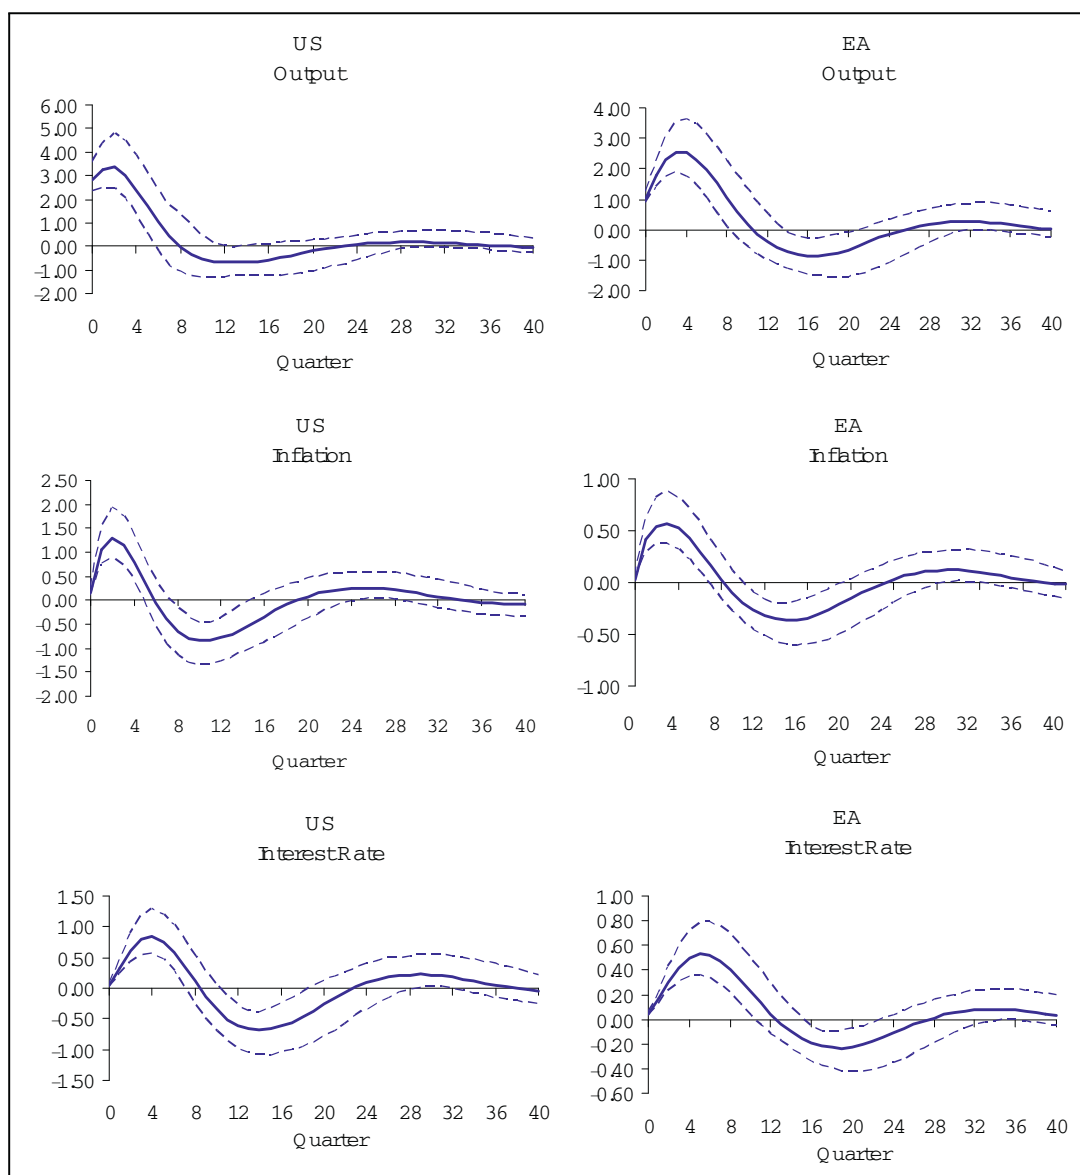 US
Output
6.00
5.00
4.00
3.00
2.00
1.00
0.00
-1.00
-2.00
0 4 8 12 16 20 24 28 32 36 40
Quarter
EA
Output
4.00
3.00
2.00
1.00
0.00
-1.00
-2.00
0 4 8 12 16 20 24 28 32 36 40
Quarter
US
Inflation
2.50
2.00
1.50
1.00
0.50
0.00
-0.50
-1.00
-1.50
-2.00
0 4 8 12 16 20 24 28 32 36 40
Quarter
EA
Inflation
1.00
0.50
0.00
-0.50
-1.00
0 4 8 12 16 20 24 28 32 36 40
Quarter
US
Interest Rate
1.50
1.00
0.50
0.00
-0.50
-1.00
-1.50
0 4 8 12 16 20 24 28 32 36 40
Quarter
EA
Interest Rate
1.00
0.80
0.60
0.40
0.20
0.00
-0.20
-0.40
-0.60
0 4 8 12 16 20 24 28 32 36 40
Quarter